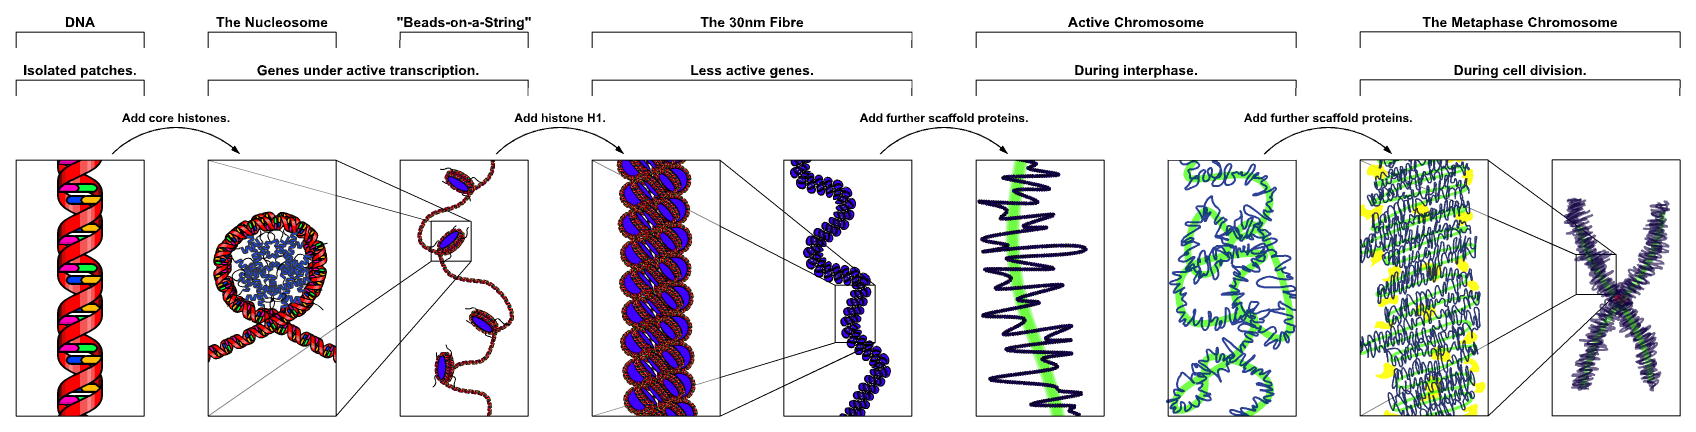 DNA
The Nucleosome
"Beads-on-a-String"
The 30nm Fibre
Active Chromosome
The Metaphase Chromosome
Isolated patches.
Genes under active transcription.
Less active genes.
During interphase.
During cell division.
Add core histones.
Add histone H1.
Add further scaffold proteins.
Add further scaffold proteins.